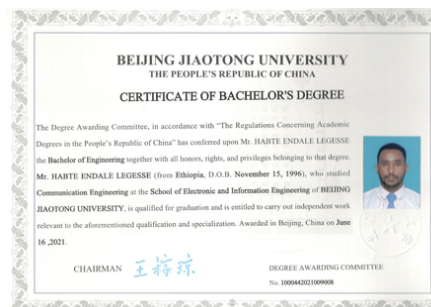 BEIJING JIAOTONG UNIVERSITY
THE PEOPLE'S REPUBLIC OF CHINA
CERTIFICATE OF BACHELOR'S DEGREE
The Degree Awarding Committee, in accordance with "The Regulations Concerning Academic
Degrees in the People's Republic of China" has conferred upon Mr. HABTE ENDALE LEGESSE
the Bachelor of Engineering together with all honors, rights, and privileges belonging to that degree.
Mr. HABTE ENDALE LEGESSE (from Ethiopia, D.O.B. November 15, 1996), who studied
Communication Engineering at the School of Electronic and Information Engineering of BEIJING
JIAOTONG UNIVERSITY, is qualified for graduation and is entitled to carry out independent work
relevant to the aforementioned qualification and specialization. Awarded in Beijing, China on June
16 ,2021.
CHAIRMAN 王稼琼
DEGREE AWARDING COMMITTEE
No. 1000442021009008